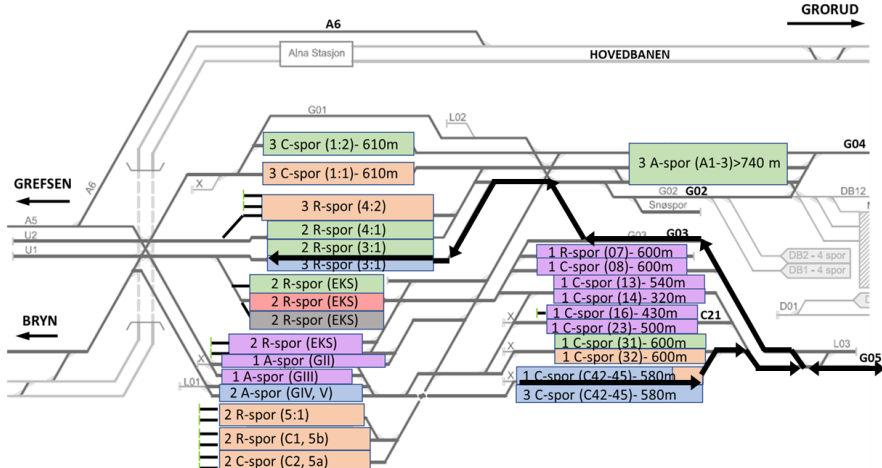 GRORUD
A6
Alna Stasjon
HOVEDBANEN
G01
L02
3 C-spor (1:2)- 610m
3 A-spor (A1-3)>740 m
G04
3 C-spor (1:1)- 610m
X
A6
GREFSEN
G02
G02
DB12
3 R-spor (4:2)
Snøspor
A5
2 R-spor (4:1)
U2
G03
G03
2 R-spor (3:1)
U1
3 R-spor (3:1)
1 R-spor (07)- 600m
DB2 - 4 spor
1 C-spor (08)- 600m
DB1 - 4 spor
2 R-spor (EKS)
1 C-spor (13)- 540m
2 R-spor (EKS)
1 C-spor (14)- 320m
D01
2 R-spor (EKS)
X
1 C-spor (16)- 430m
C21
1 C-spor (23)- 500m
BRYN
2 R-spor (EKS)
1 C-spor (31)- 600m
L03
X
1 A-spor (GII)
X
1 C-spor (32)- 600m
G05
1 A-spor (GIII)
X
1 C-spor (C42-45)- 580m
L01
2 A-spor (GIV, V)
3 C-spor (C42-45)- 580m
2 R-spor (5:1)
2 R-spor (C1, 5b)
2 C-spor (C2, 5a)